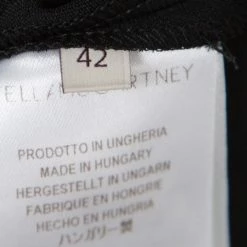 42
STELLA McCARTNEY
PRODOTTO IN UNGHERIA
MADE IN HUNGARY
HERGESTELLT IN UNGARN
FABRIQUE EN HONGRIE
HECHO EN HUNGRIA
ハンガリー製